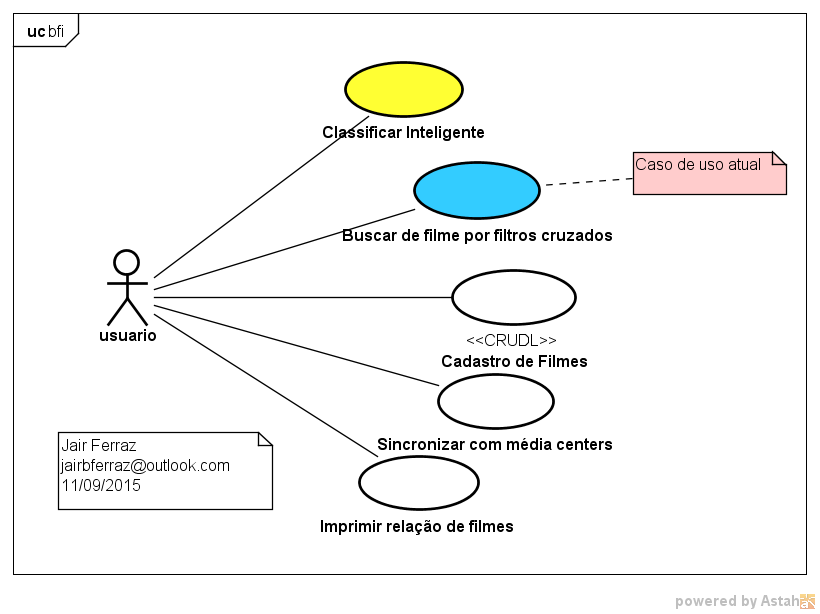 uc bfi
Classificar Inteligente
Caso de uso atual
Buscar de filme por filtros cruzados
usuario
<<CRUDL>>
Cadastro de Filmes
Sincronizar com média centers
Jair Ferraz
jairbferraz@outlook.com
11/09/2015
Imprimir relação de filmes
powered by Astah